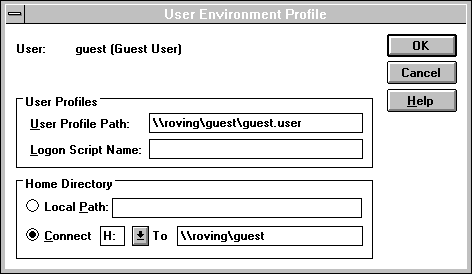 User Environment Profile
User: guest (Guest User)
OK
Cancel
Help
User Profiles
User Profile Path: \\roving\guest\guest.user
Logon Script Name:
Home Directory
Local Path:
Connect H: To \\roving\guest